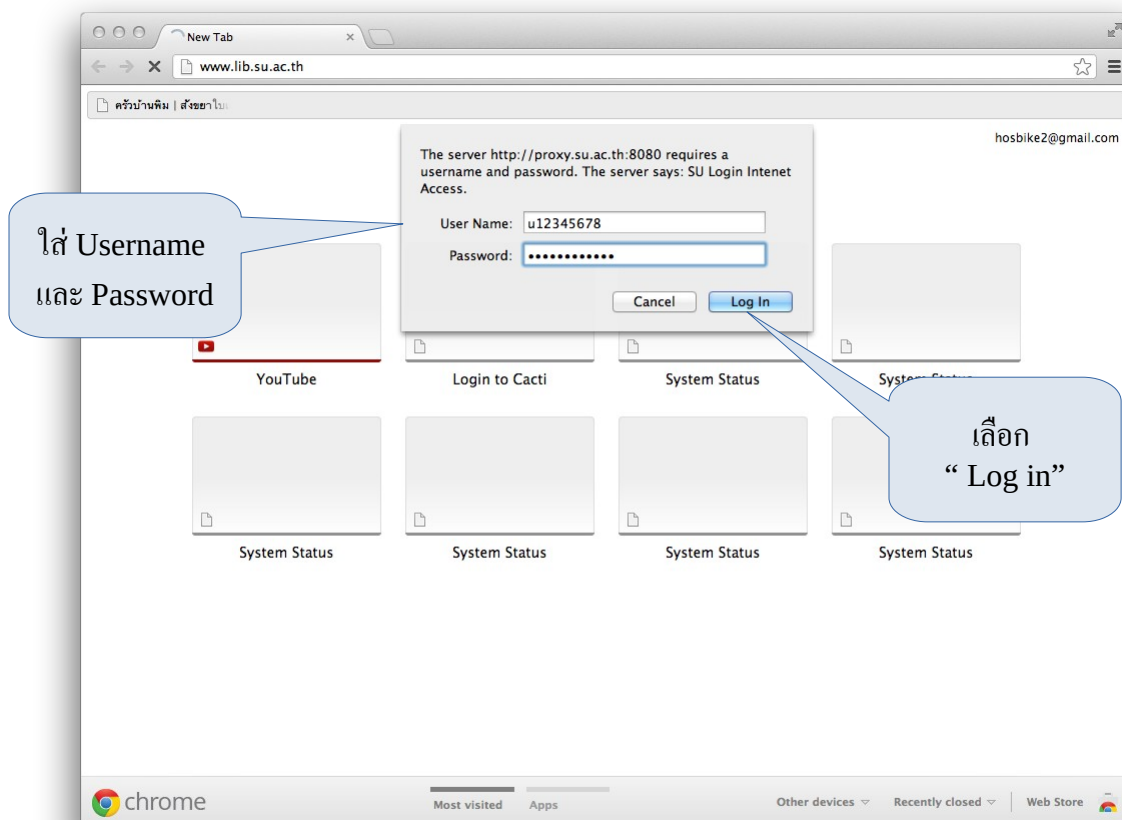 New Tab
www.lib.su.ac.th
ครัวบ้านพิม | สังขยาใบเ
hosbike2@gmail.com
The server http://proxy.su.ac.th:8080 requires a
username and password. The server says: SU Login Intenet
Access.
User Name: u12345678
Password: ••••••••••••
Cancel Log In
ใส่ Username
และ Password
YouTube Login to Cacti System Status System Status
เลือก
“ Log in”
System Status System Status System Status System Status
chrome Most visited Apps Other devices Recently closed Web Store